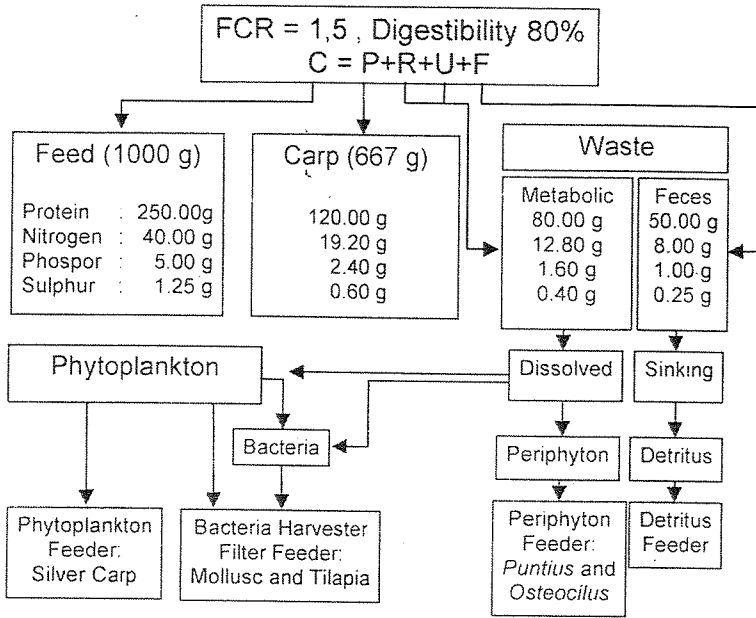 FCR = 1,5 , Digestibility 80%
C = P+R+U+F
Feed (1000 g)
Protein : 250.00g
Nitrogen : 40.00 g
Phospor : 5.00 g
Sulphur : 1.25 g
Carp (667 g)
120.00 g
19.20 g
2.40 g
0.60 g
Waste
Metabolic
80.00 g
12.80 g
1.60 g
0.40 g
Feces
50.00 g
8.00 g
1.00 g
0.25 g
Phytoplankton
Dissolved
Sinking
Bacteria
Periphyton
Detritus
Phytoplankton
Feeder:
Silver Carp
Bacteria Harvester
Filter Feeder:
Mollusc and Tilapia
Periphyton
Feeder:
Puntius and
Osteocilus
Detritus
Feeder